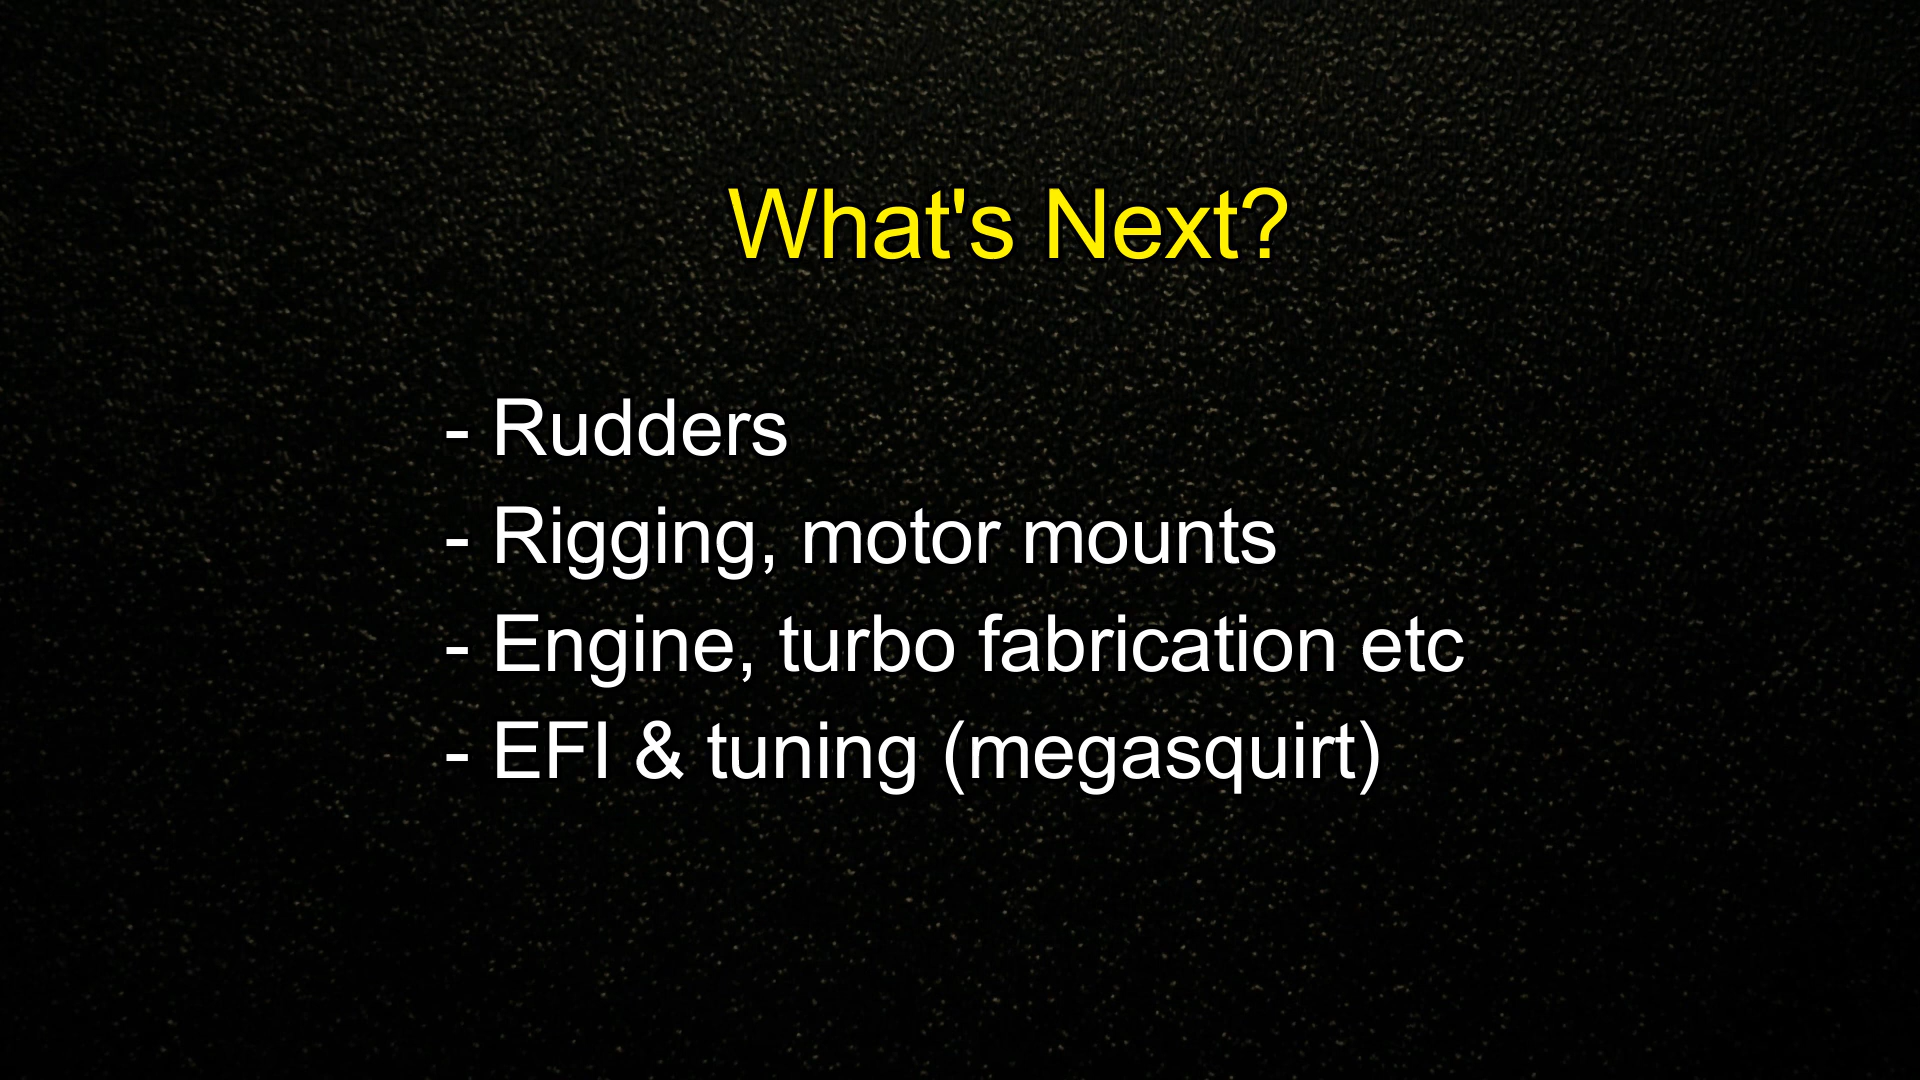 What's Next?
- Rudders
- Rigging, motor mounts
- Engine, turbo fabrication etc
- EFI & tuning (megasquirt)